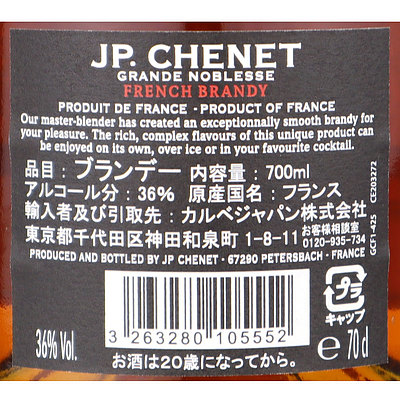 JP. CHENET
GRANDE NOBLESSE
FRENCH BRANDY
PRODUIT DE FRANCE - PRODUCT OF FRANCE
Our master-blender has created an exceptionnally smooth brandy for
your pleasure. The rich, complex flavours of this unique product can
be enjoyed on its own, over ice or in your favourite cocktail.
品目：ブランデー 内容量：700ml
アルコール分：36% 原産国名：フランス
輸入者及び引取先：カルベジャパン株式会社
東京都千代田区神田和泉町 1-8-11 お客様相談室
0120-935-734
PRODUCED AND BOTTLED BY JP CHENET - 67290 PETERSBACH - FRANCE
36% Vol.
3 263280 105552
プラ
キャップ
e 70 cl
お酒は20歳になってから。
GCF1-425 CE203272